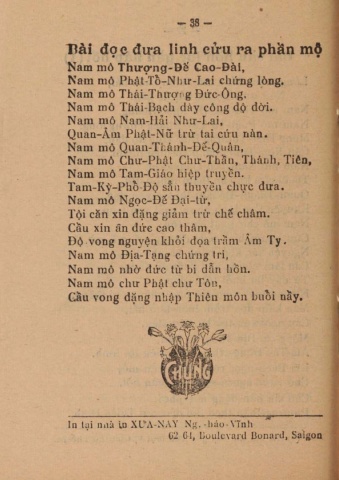 — 36 —
Bài đọc đưa linh cửu ra phần mộ
Nam mô Thượng-Đế Cao-Đài,
Nam mô Phật-Tổ-Như-Lai chứng lòng.
Nam mô Thái-Thượng Đức-Ông.
Nam mô Thái-Bạch dày công độ đời.
Nam mô Nam-Hải Như-Lai,
Quan-Âm Phật-Nữ trừ tai cứu nàn.
Nam mô Quan-Thánh-Đế-Quân,
Nam mô Chư-Phật Chư-Thần, Thánh, Tiên,
Nam mô Tam-Giáo hiệp truyền.
Tam-Kỳ-Phổ-Độ sẵn thuyền chực đưa.
Nam mô Ngọc-Đế Đại-từ,
Tội căn xin đặng giảm trừ chế châm.
Cầu xin ân đức cao thâm,
Độ vong nguyện khỏi đọa trầm Âm Ty.
Nam mô Địa-Tạng chứng tri,
Nam mô nhờ đức từ bi dẫn hồn.
Nam mô chư Phật chư Tôn,
Cầu vong đặng nhập Thiên môn buổi nầy.
CHUNG
In tại nhà in XƯA-NAY Ng.-háo-Vĩnh
62 64, Boulevard Bonard, Saigon